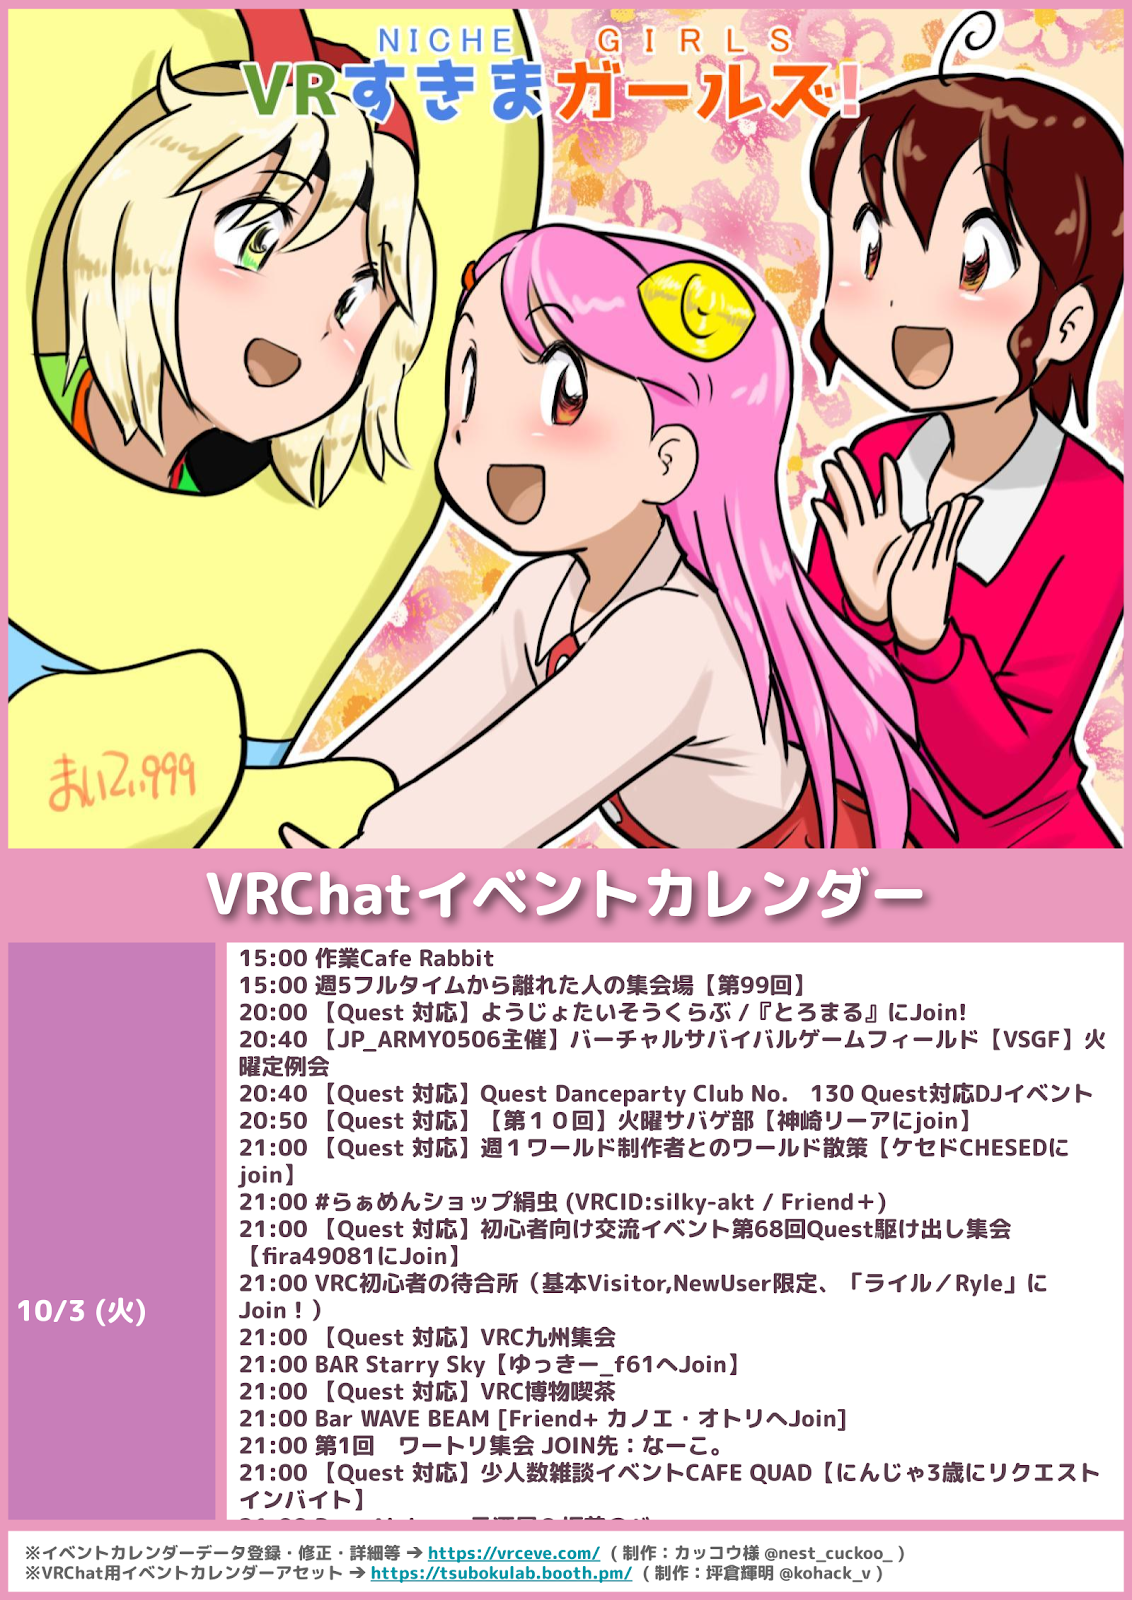 NICHE GIRLS
VRすきまガールズ!
まいてぃ999
VRChatイベントカレンダー
10/3 (火)
15:00 作業Cafe Rabbit
15:00 週5フルタイムから離れた人の集会場【第99回】
20:00 【Quest 対応】ようじょたいそうくらぶ /『とろまる』にJoin!
20:40 【JP_ARMY0506主催】バーチャルサバイバルゲームフィールド【VSGF】火
曜定例会
20:40 【Quest 対応】Quest Danceparty Club No.　130 Quest対応DJイベント
20:50 【Quest 対応】【第１０回】火曜サバゲ部【神崎リーアにjoin】
21:00 【Quest 対応】週１ワールド制作者とのワールド散策【ケセドCHESEDに
join】
21:00 #らぁめんショップ絹虫 (VRCID:silky-akt / Friend＋)
21:00 【Quest 対応】初心者向け交流イベント第68回Quest駆け出し集会
【fira49081にJoin】
21:00 VRC初心者の待合所（基本Visitor,NewUser限定、「ライル／Ryle」に
Join！）
21:00 【Quest 対応】VRC九州集会
21:00 BAR Starry Sky【ゆっきー_f61へJoin】
21:00 【Quest 対応】VRC博物喫茶
21:00 Bar WAVE BEAM [Friend+ カノエ・オトリへJoin]
21:00 第1回　ワートリ集会 JOIN先：なーこ。
21:00 【Quest 対応】少人数雑談イベントCAFE QUAD【にんじゃ3歳にリクエスト
インバイト】
※イベントカレンダーデータ登録・修正・詳細等 ➔ https://vrceve.com/ ( 制作：カッコウ様 @nest_cuckoo_ )
※VRChat用イベントカレンダーアセット ➔ https://tsubokulab.booth.pm/ ( 制作：坪倉輝明 @kohack_v )